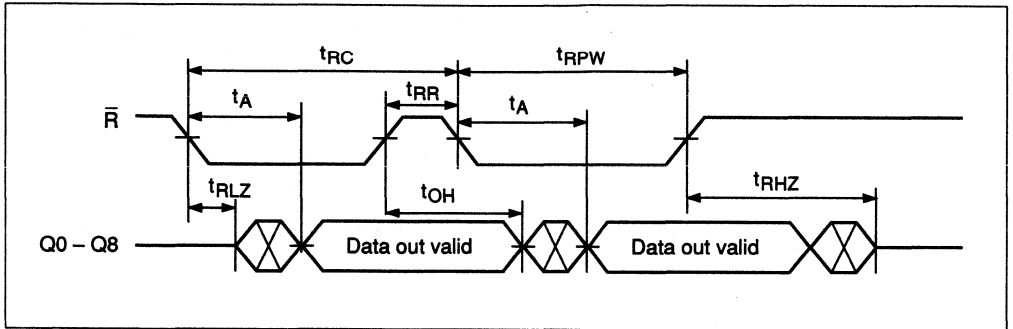 tRC
tRPW
tRR
tA
tA
R̅
tRLZ
tOH
tRHZ
Q0 – Q8
Data out valid
Data out valid